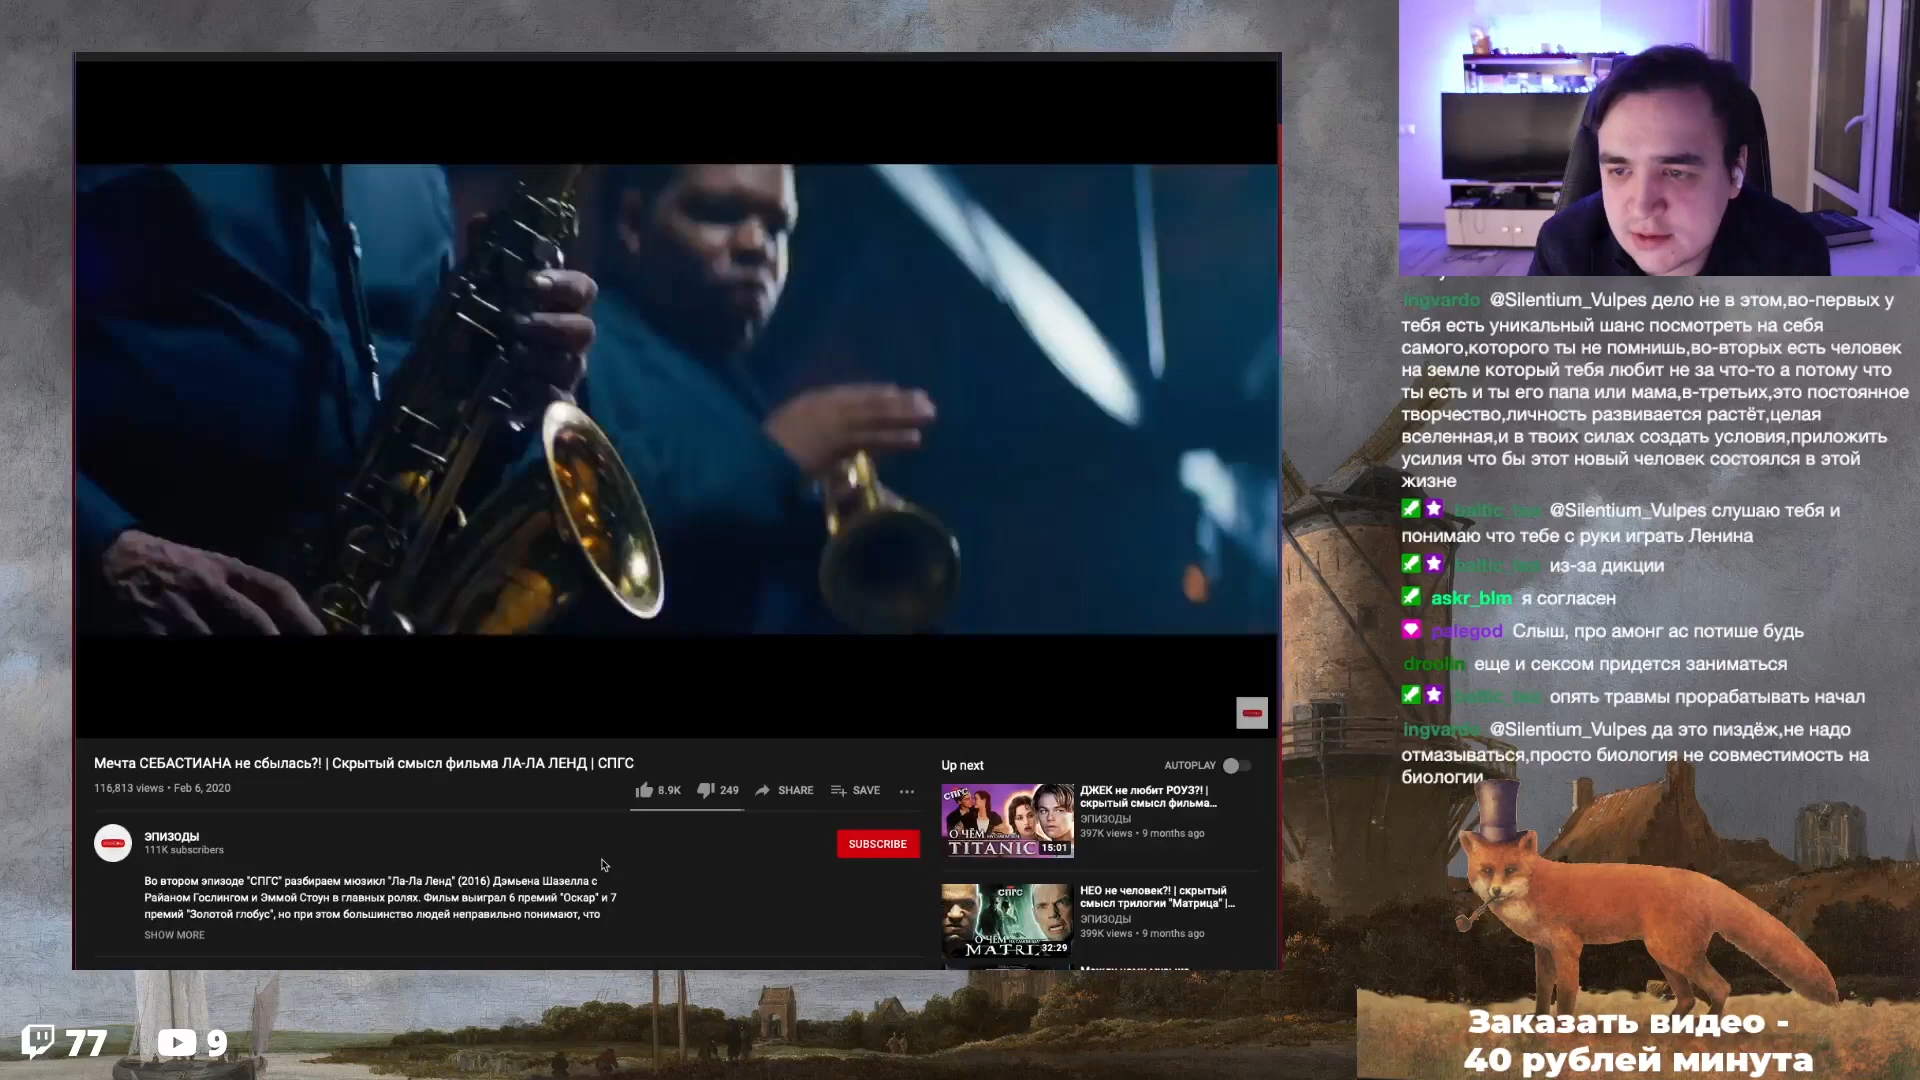 Мечта СЕБАСТИАНА не сбылась?! | Скрытый смысл фильма ЛА-ЛА ЛЕНД | СПГС
116,813 views • Feb 6, 2020
8.9K
249
SHARE
SAVE
ЭПИЗОДЫ
111K subscribers
SUBSCRIBE
Во втором эпизоде "СПГС" разбираем мюзикл "Ла-Ла Ленд" (2016) Дэмьена Шазелла с
Райаном Гослингом и Эммой Стоун в главных ролях. Фильм выиграл 6 премий "Оскар" и 7
премий "Золотой глобус", но при этом большинство людей неправильно понимают, что
SHOW MORE
Up next
AUTOPLAY
СПГС
О ЧЁМ
TITANIC
15:01
ДЖЕК не любит РОУЗ?! |
скрытый смысл фильма...
ЭПИЗОДЫ
397K views • 9 months ago
СПГС
О ЧЁМ
32:29
НЕО не человек?! | скрытый
смысл трилогии "Матрица" |...
ЭПИЗОДЫ
399K views • 9 months ago
ingvardo @Silentium_Vulpes дело не в этом,во-первых у
тебя есть уникальный шанс посмотреть на себя
самого,которого ты не помнишь,во-вторых есть человек
на земле который тебя любит не за что-то а потому что
ты есть и ты его папа или мама,в-третьих,это постоянное
творчество,личность развивается растёт,целая
вселенная,и в твоих силах создать условия,приложить
усилия что бы этот новый человек состоялся в этой
жизне
@Silentium_Vulpes слушаю тебя и
понимаю что тебе с руки играть Ленина
из-за дикции
askr_blm я согласен
palegod Слыш, про амонг ас потише будь
droolin еще и сексом придется заниматься
опять травмы прорабатывать начал
ingvardo @Silentium_Vulpes да это пиздёж,не надо
отмазываться,просто биология не совместимость на
биологии
77
9
Заказать видео -
40 рублей минута